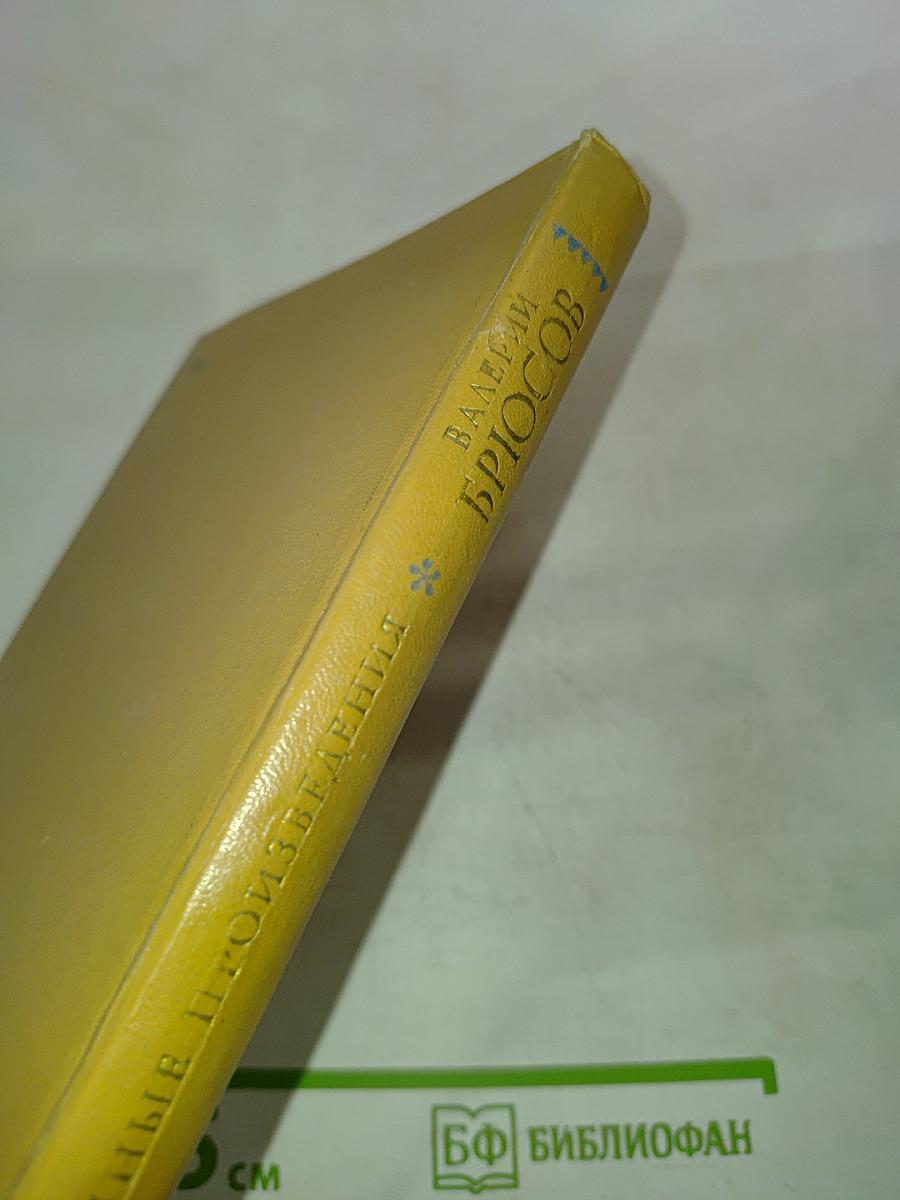 ВАЛЕРИЙ
БРЮСОВ
ПРОИЗВЕДЕНИЯ
см
БФ БИБЛИОФАН